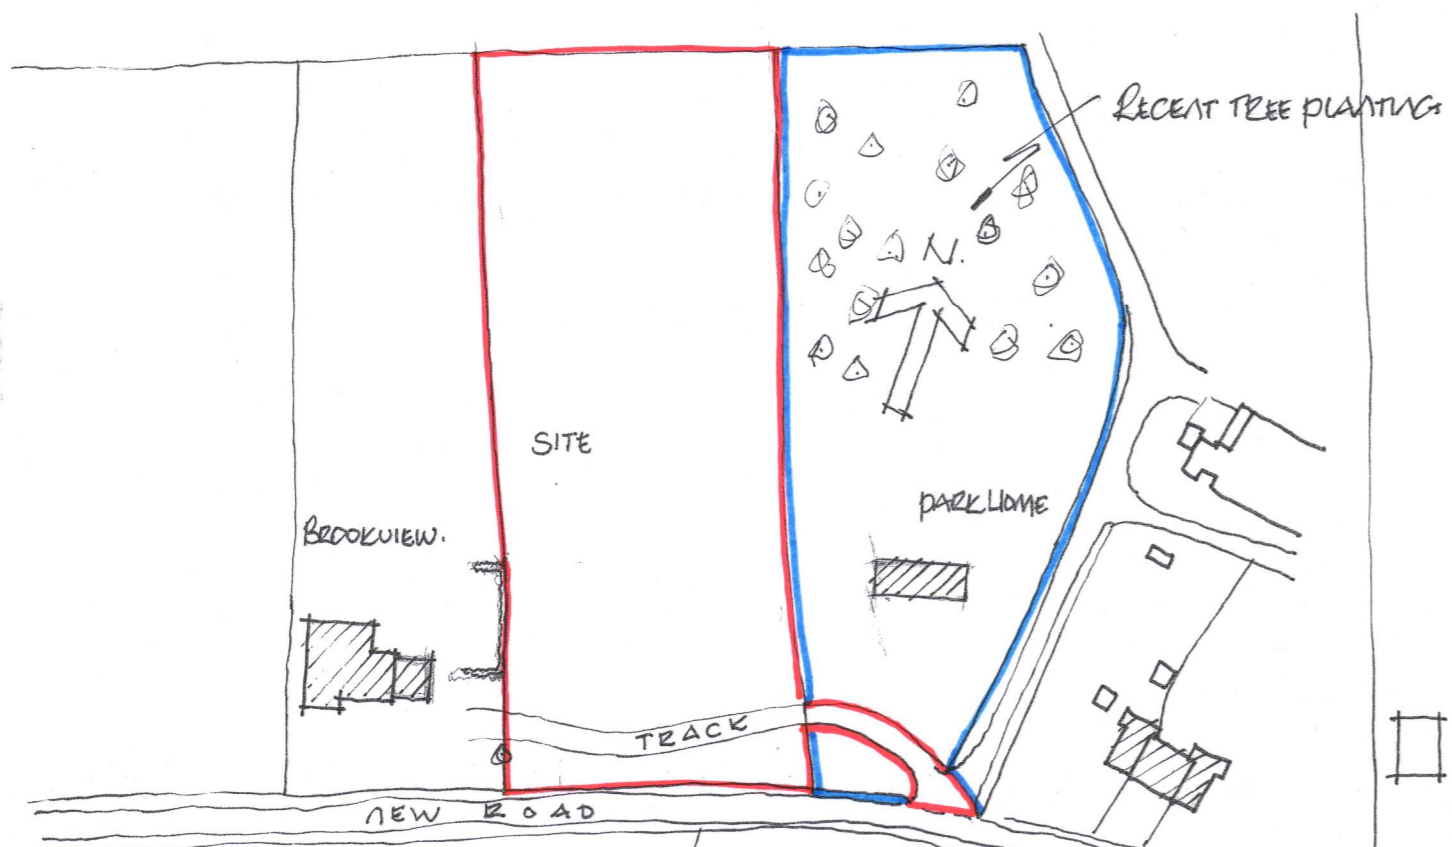 RECENT TREE PLANTING
N.
SITE
PARK HOME
BROOKVIEW.
TRACK
NEW ROAD